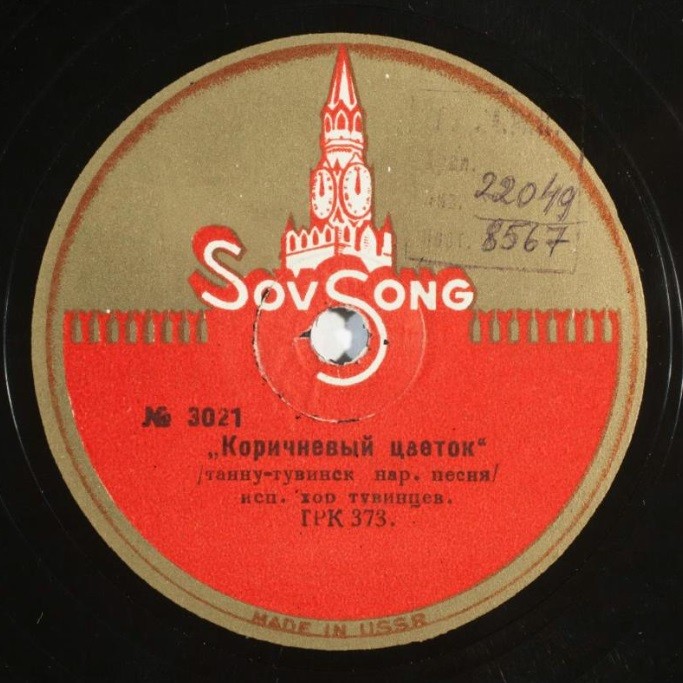 22049
8567
SOVSONG
№ 3021
„Коричневый цветок“
/танну-тувинск нар. песня/
исп. хор тувинцев.
ГРК 373.
MADE IN USSR